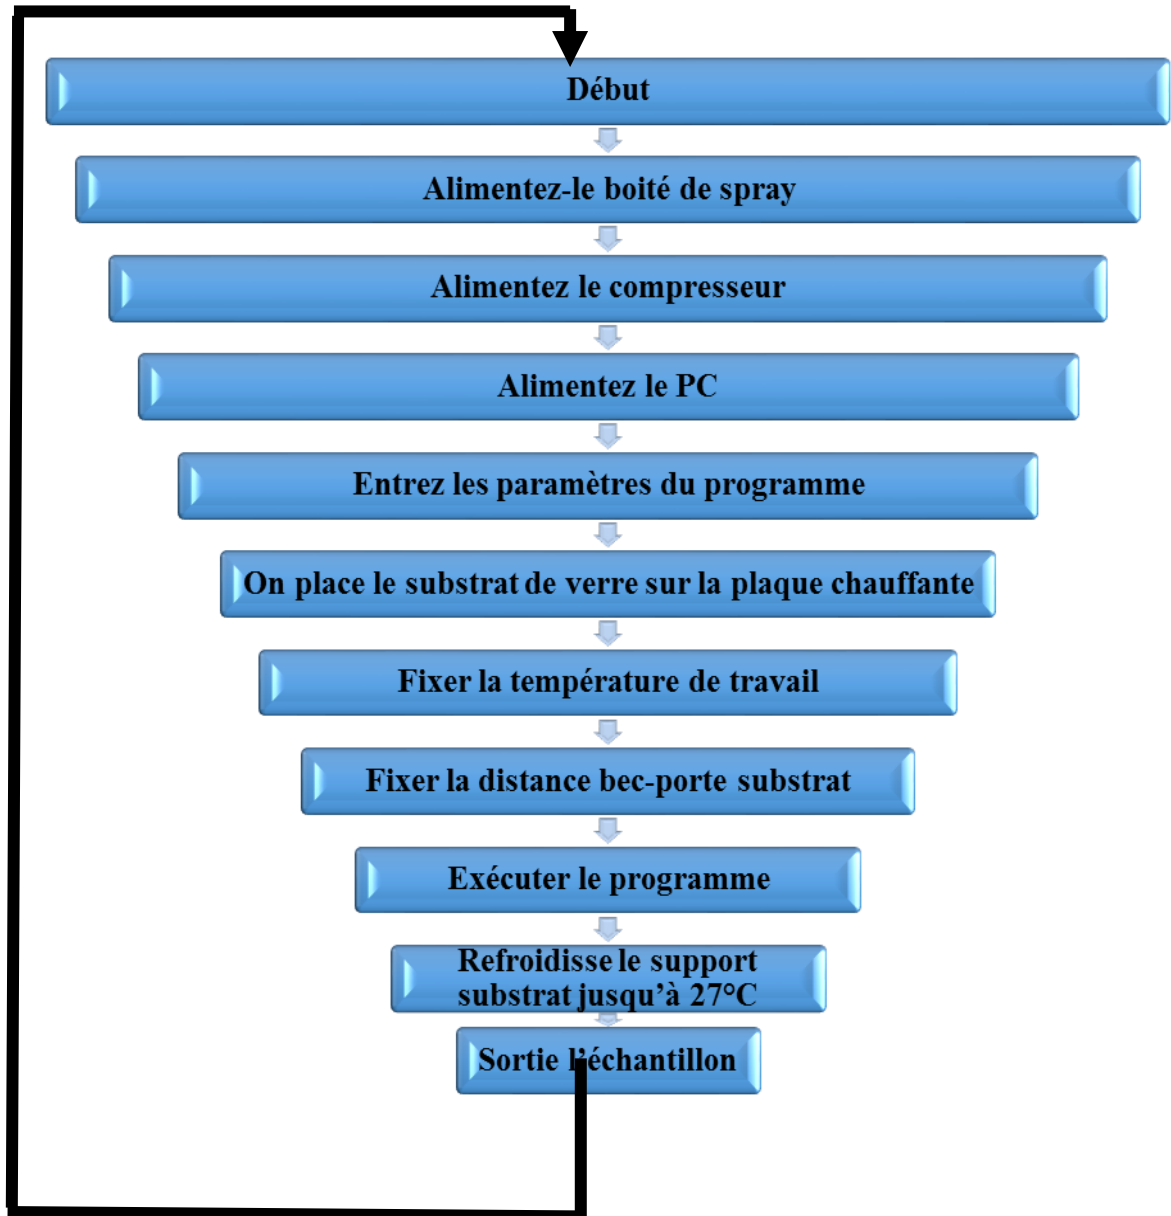 Début
Alimentez-le boité de spray
Alimentez le compresseur
Alimentez le PC
Entrez les paramètres du programme
On place le substrat de verre sur la plaque chauffante
Fixer la température de travail
Fixer la distance bec-porte substrat
Exécuter le programme
Refroidisse le support
substrat jusqu’à 27°C
Sortie l’échantillon